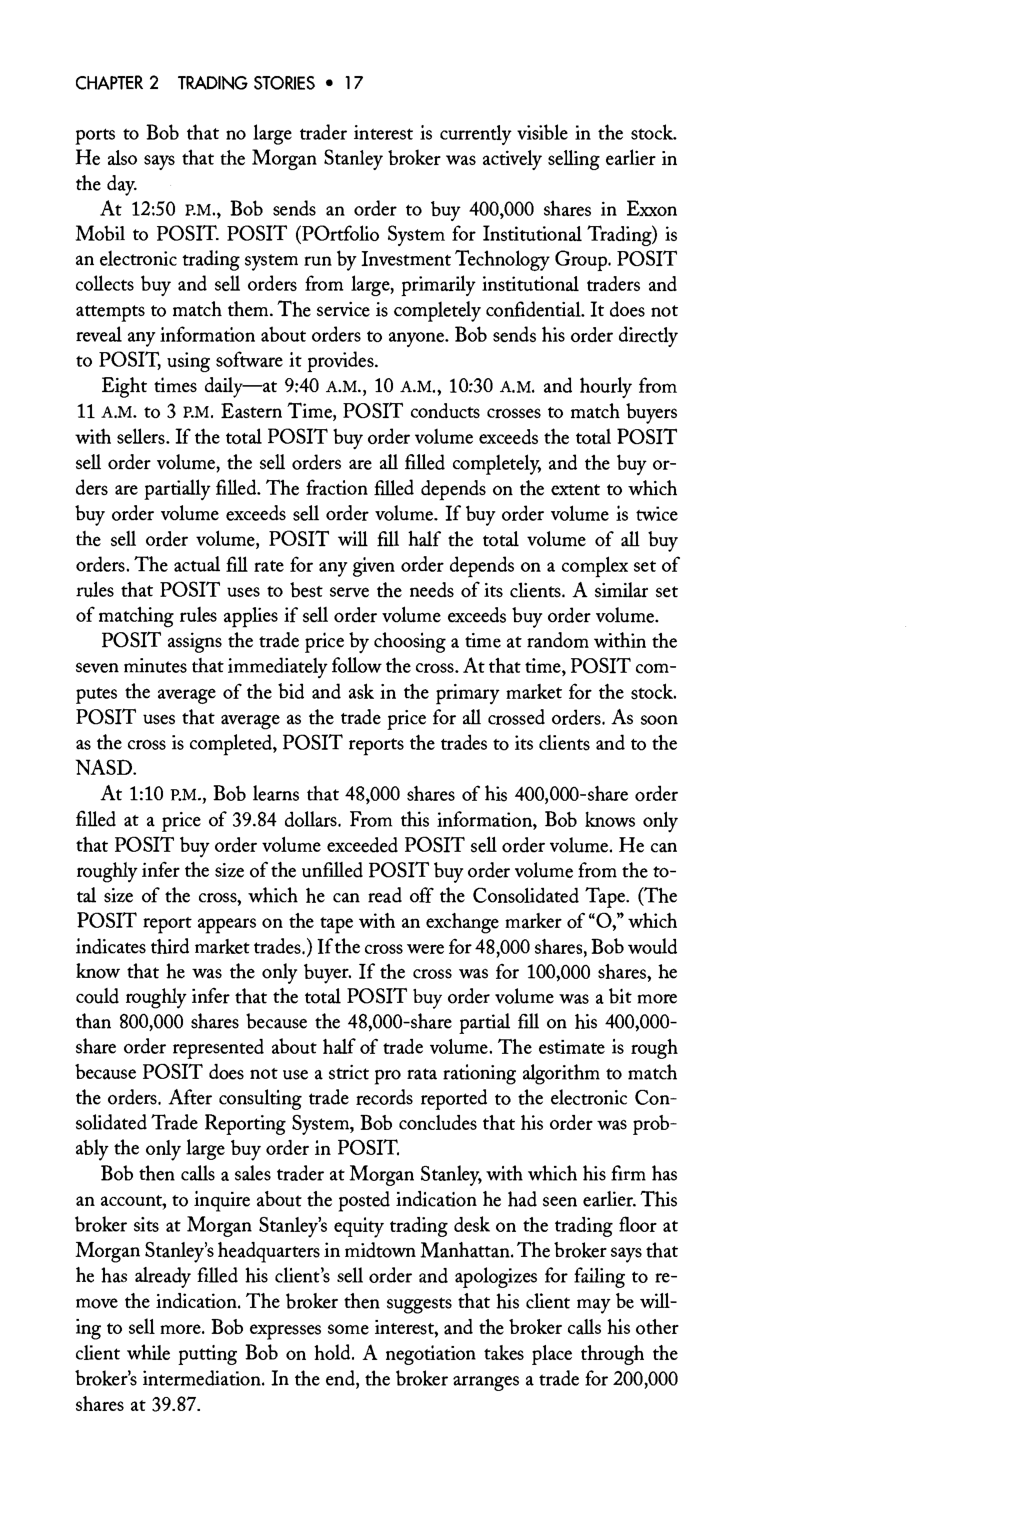 CHAPTER 2 TRADING STORIES • 17
ports to Bob that no large trader interest is currently visible in the stock.
He also says that the Morgan Stanley broker was actively selling earlier in
the day.
At 12:50 P.M., Bob sends an order to buy 400,000 shares in Exxon
Mobil to POSIT. POSIT (POrtfolio System for Institutional Trading) is
an electronic trading system run by Investment Technology Group. POSIT
collects buy and sell orders from large, primarily institutional traders and
attempts to match them. The service is completely confidential. It does not
reveal any information about orders to anyone. Bob sends his order directly
to POSIT, using software it provides.
Eight times daily—at 9:40 A.M., 10 A.M., 10:30 A.M. and hourly from
11 A.M. to 3 P.M. Eastern Time, POSIT conducts crosses to match buyers
with sellers. If the total POSIT buy order volume exceeds the total POSIT
sell order volume, the sell orders are all filled completely, and the buy or-
ders are partially filled. The fraction filled depends on the extent to which
buy order volume exceeds sell order volume. If buy order volume is twice
the sell order volume, POSIT will fill half the total volume of all buy
orders. The actual fill rate for any given order depends on a complex set of
rules that POSIT uses to best serve the needs of its clients. A similar set
of matching rules applies if sell order volume exceeds buy order volume.
POSIT assigns the trade price by choosing a time at random within the
seven minutes that immediately follow the cross. At that time, POSIT com-
putes the average of the bid and ask in the primary market for the stock.
POSIT uses that average as the trade price for all crossed orders. As soon
as the cross is completed, POSIT reports the trades to its clients and to the
NASD.
At 1:10 P.M., Bob learns that 48,000 shares of his 400,000-share order
filled at a price of 39.84 dollars. From this information, Bob knows only
that POSIT buy order volume exceeded POSIT sell order volume. He can
roughly infer the size of the unfilled POSIT buy order volume from the to-
tal size of the cross, which he can read off the Consolidated Tape. (The
POSIT report appears on the tape with an exchange marker of "O," which
indicates third market trades.) If the cross were for 48,000 shares, Bob would
know that he was the only buyer. If the cross was for 100,000 shares, he
could roughly infer that the total POSIT buy order volume was a bit more
than 800,000 shares because the 48,000-share partial fill on his 400,000-
share order represented about half of trade volume. The estimate is rough
because POSIT does not use a strict pro rata rationing algorithm to match
the orders. After consulting trade records reported to the electronic Con-
solidated Trade Reporting System, Bob concludes that his order was prob-
ably the only large buy order in POSIT.
Bob then calls a sales trader at Morgan Stanley, with which his firm has
an account, to inquire about the posted indication he had seen earlier. This
broker sits at Morgan Stanley's equity trading desk on the trading floor at
Morgan Stanley's headquarters in midtown Manhattan. The broker says that
he has already filled his client's sell order and apologizes for failing to re-
move the indication. The broker then suggests that his client may be will-
ing to sell more. Bob expresses some interest, and the broker calls his other
client while putting Bob on hold. A negotiation takes place through the
broker's intermediation. In the end, the broker arranges a trade for 200,000
shares at 39.87.